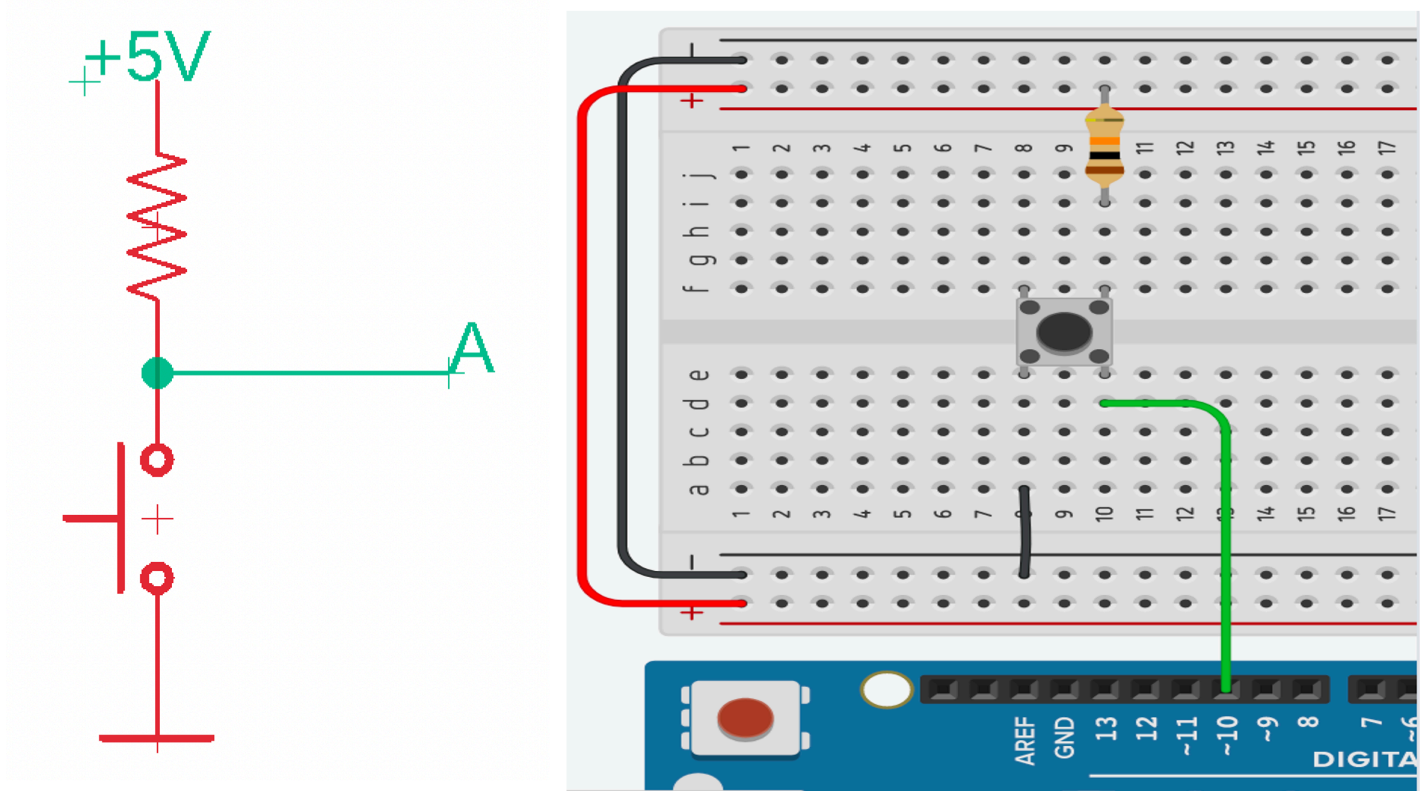 +5V
A
−
+
1 2 3 4 5 6 7 8 9 11 12 13 14 15 16 17
j
i
h
g
f
e
d
c
b
a
1 2 3 4 5 6 7 8 9 10 11 12 13 14 15 16 17
−
+
AREF GND 13 12 ~11 ~10 ~9 8 7 ~6
DIGITA